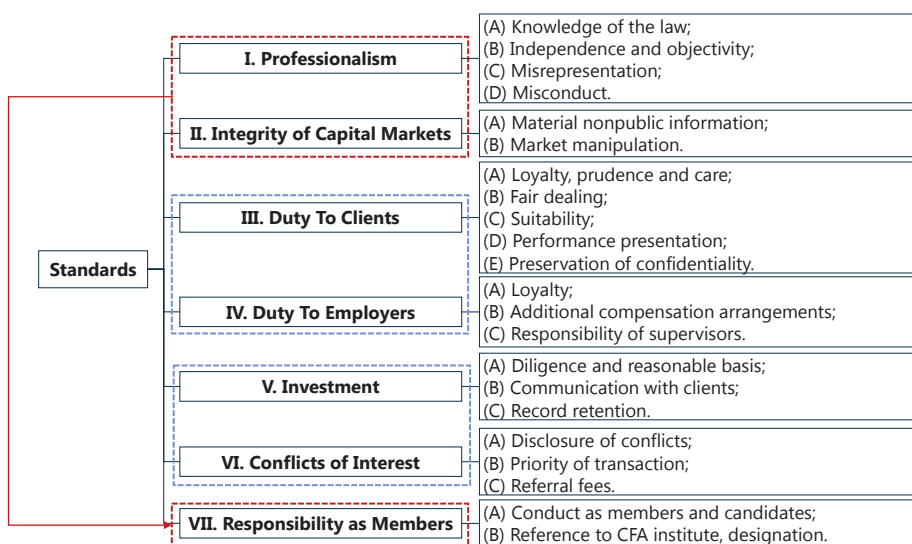 I. Professionalism
(A) Knowledge of the law;
(B) Independence and objectivity;
(C) Misrepresentation;
(D) Misconduct.
II. Integrity of Capital Markets
(A) Material nonpublic information;
(B) Market manipulation.
III. Duty To Clients
(A) Loyalty, prudence and care;
(B) Fair dealing;
(C) Suitability;
(D) Performance presentation;
(E) Preservation of confidentiality.
Standards
IV. Duty To Employers
(A) Loyalty;
(B) Additional compensation arrangements;
(C) Responsibility of supervisors.
V. Investment
(A) Diligence and reasonable basis;
(B) Communication with clients;
(C) Record retention.
VI. Conflicts of Interest
(A) Disclosure of conflicts;
(B) Priority of transaction;
(C) Referral fees.
VII. Responsibility as Members
(A) Conduct as members and candidates;
(B) Reference to CFA institute, designation.